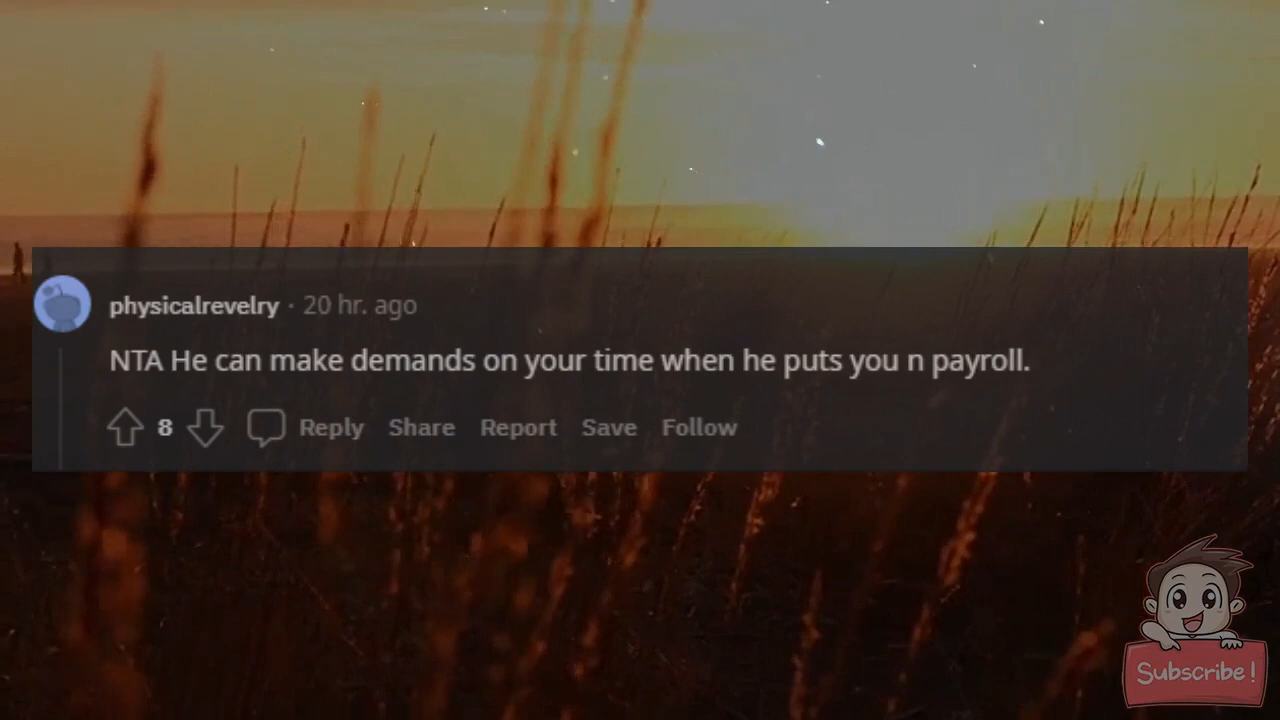 physicalrevelry · 20 hr. ago
NTA He can make demands on your time when he puts you n payroll.
8 Reply Share Report Save Follow
Subscribe!